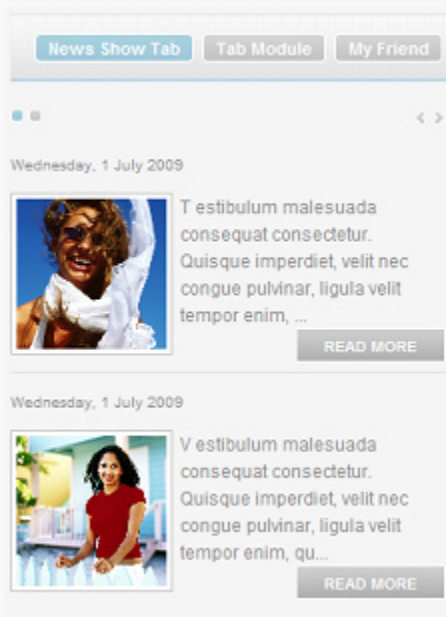 News Show Tab Tab Module My Friend
Wednesday, 1 July 2009
T estibulum malesuada
consequat consectetur.
Quisque imperdiet, velit nec
congue pulvinar, ligula velit
tempor enim, ...
READ MORE
Wednesday, 1 July 2009
V estibulum malesuada
consequat consectetur.
Quisque imperdiet, velit nec
congue pulvinar, ligula velit
tempor enim, qu...
READ MORE